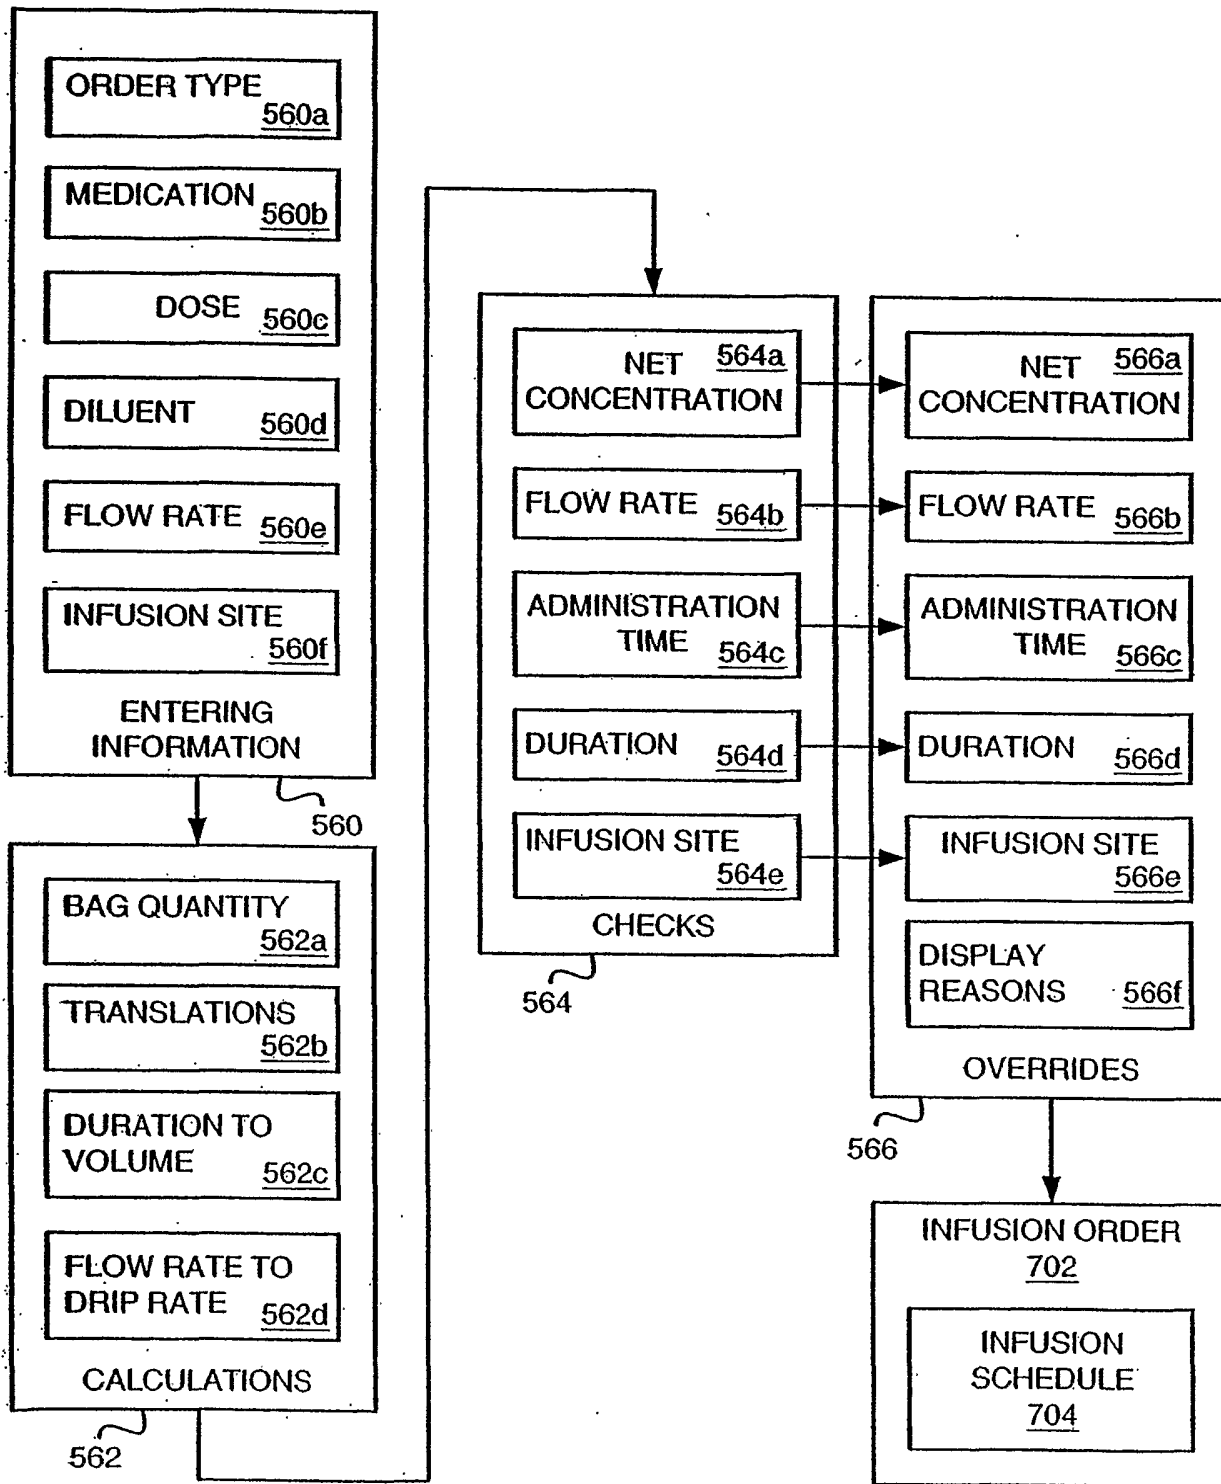 ORDER TYPE
560a
MEDICATION
560b
DOSE 560c
DILUENT 560d
FLOW RATE 560e
INFUSION SITE
560f
ENTERING
INFORMATION
560
BAG QUANTITY
562a
TRANSLATIONS
562b
DURATION TO
VOLUME 562c
FLOW RATE TO
DRIP RATE 562d
CALCULATIONS
562
NET 564a
CONCENTRATION
FLOW RATE 564b
ADMINISTRATION
TIME 564c
DURATION 564d
INFUSION SITE
564e
CHECKS
564
NET 566a
CONCENTRATION
FLOW RATE 566b
ADMINISTRATION
TIME 566c
DURATION 566d
INFUSION SITE
566e
DISPLAY
REASONS 566f
OVERRIDES
566
INFUSION ORDER
702
INFUSION
SCHEDULE
704